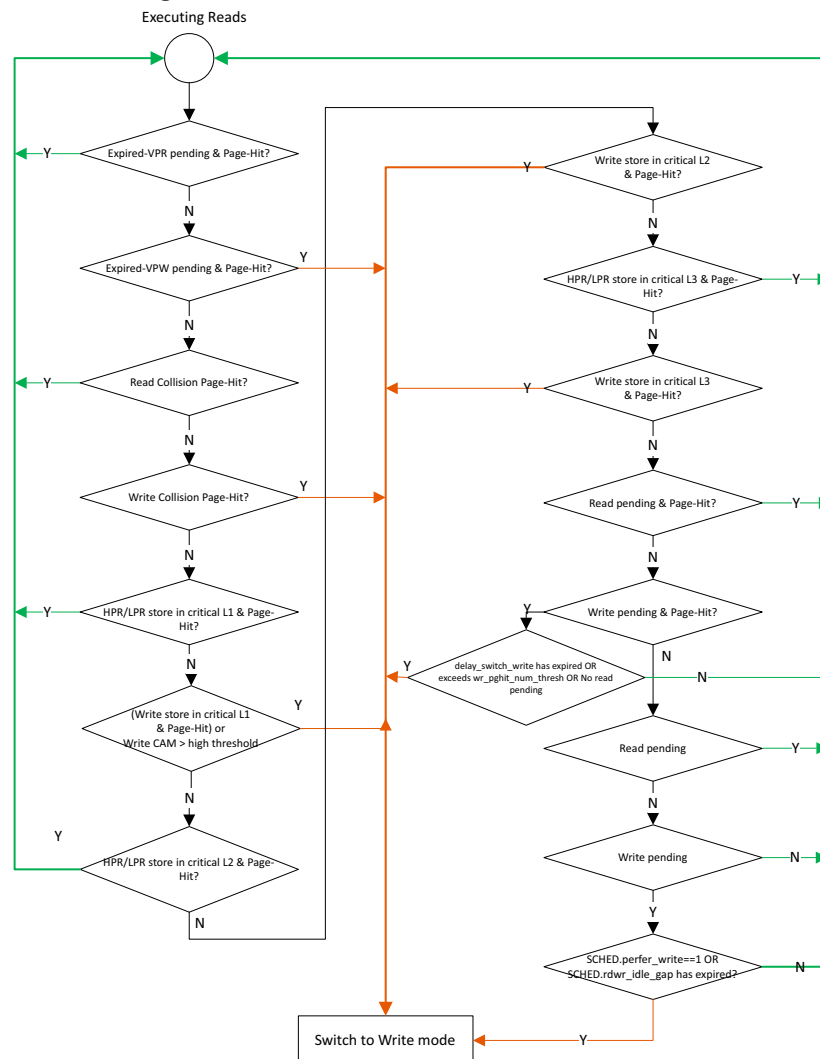 Executing Reads
Expired-VPR pending & Page-Hit?
Y
N
Expired-VPW pending & Page-Hit?
Y
N
Read Collision Page-Hit?
Y
N
Write Collision Page-Hit?
Y
N
HPR/LPR store in critical L1 & Page-
Hit?
Y
N
(Write store in critical L1
& Page-Hit) or
Write CAM > high threshold
Y
N
HPR/LPR store in critical L2 & Page-
Hit?
Y
N
Write store in critical L2
& Page-Hit?
Y
N
HPR/LPR store in critical L3 & Page-
Hit?
Y
N
Write store in critical L3
& Page-Hit?
Y
N
Read pending & Page-Hit?
Y
N
Write pending & Page-Hit?
Y
N
delay_switch_write has expired OR
exceeds wr_pghit_num_thresh OR No read
pending
Y
N
Read pending
Y
N
Write pending
N
Y
SCHED.perfer_write==1 OR
SCHED.rdwr_idle_gap has expired?
N
Y
Switch to Write mode